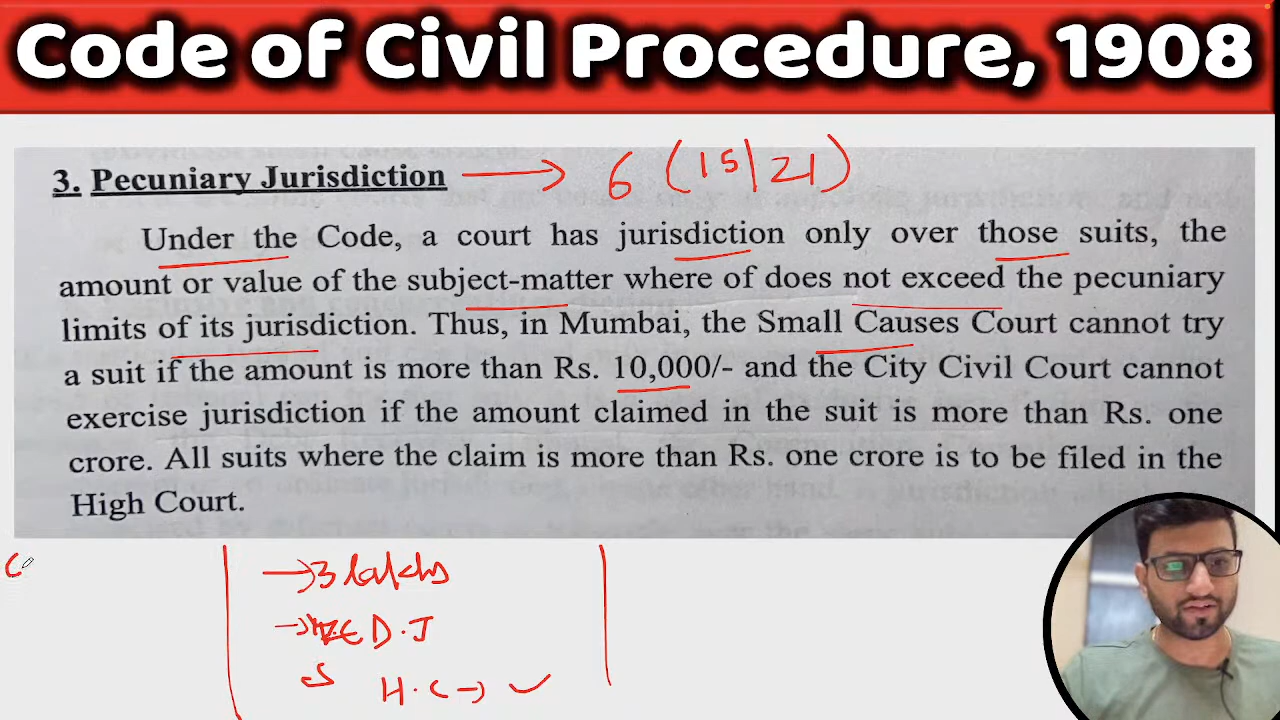 Code of Civil Procedure, 1908
3. Pecuniary Jurisdiction → 6 (15|21)
Under the Code, a court has jurisdiction only over those suits, the
amount or value of the subject-matter where of does not exceed the pecuniary
limits of its jurisdiction. Thus, in Mumbai, the Small Causes Court cannot try
a suit if the amount is more than Rs. 10,000/- and the City Civil Court cannot
exercise jurisdiction if the amount claimed in the suit is more than Rs. one
crore. All suits where the claim is more than Rs. one crore is to be filed in the
High Court.
→ 3 lakhs
→ D.J
H.C →